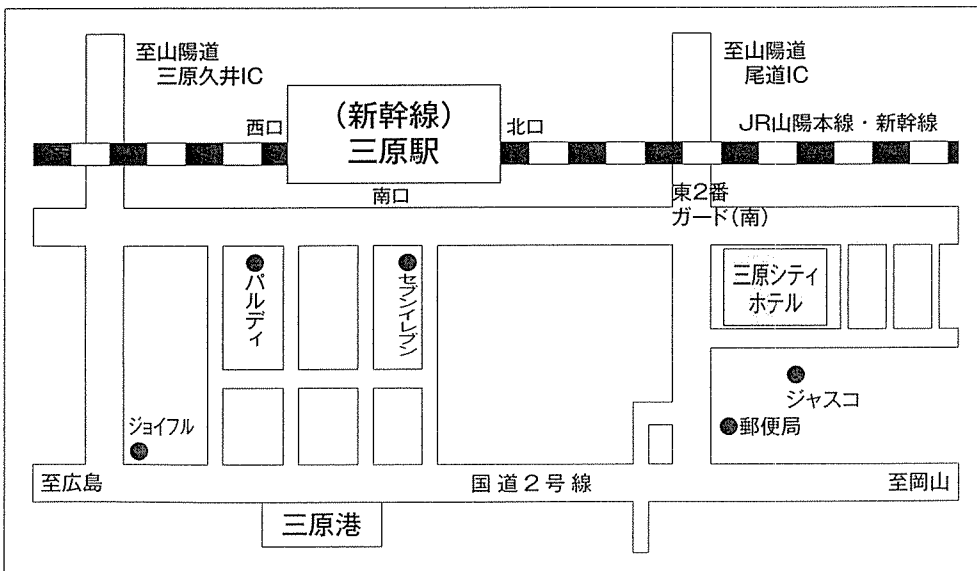 至山陽道
三原久井IC
至山陽道
尾道IC
西口
(新幹線)
三原駅
北口
JR山陽本線・新幹線
南口
東2番
ガード(南)
パルディ
セブンイレブン
三原シティ
ホテル
ジャスコ
ジョイフル
郵便局
至広島
国道2号線
至岡山
三原港